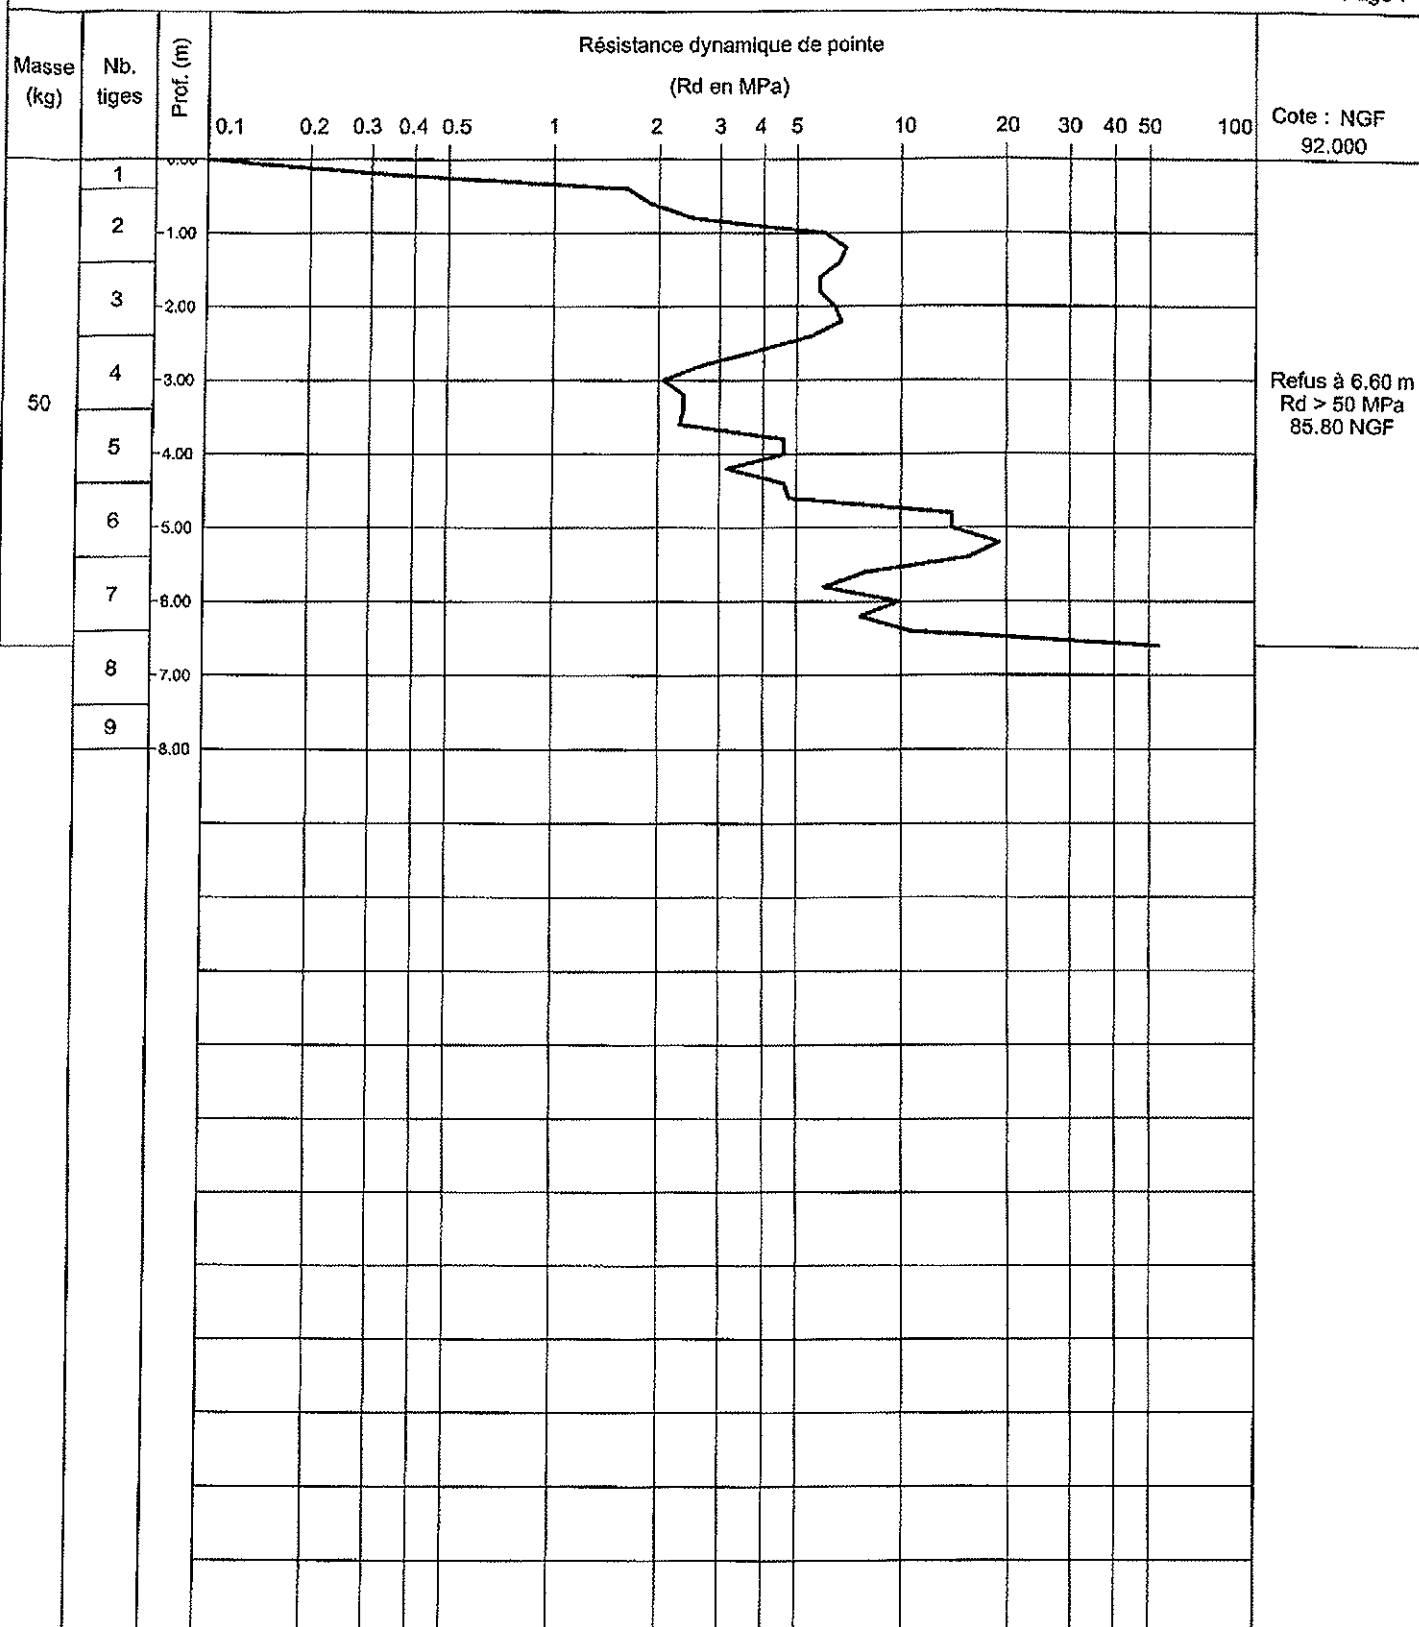 Masse
(kg)
Nb.
tiges
Prof. (m)
Résistance dynamique de pointe
(Rd en MPa)
0.1 0.2 0.3 0.4 0.5 1 2 3 4 5 10 20 30 40 50 100
Cote : NGF
92.000
0.00
1
2
-1.00
3
-2.00
4
-3.00
50
Refus à 6.60 m
Rd > 50 MPa
85.80 NGF
5
-4.00
6
-5.00
7
-6.00
8
-7.00
9
-8.00